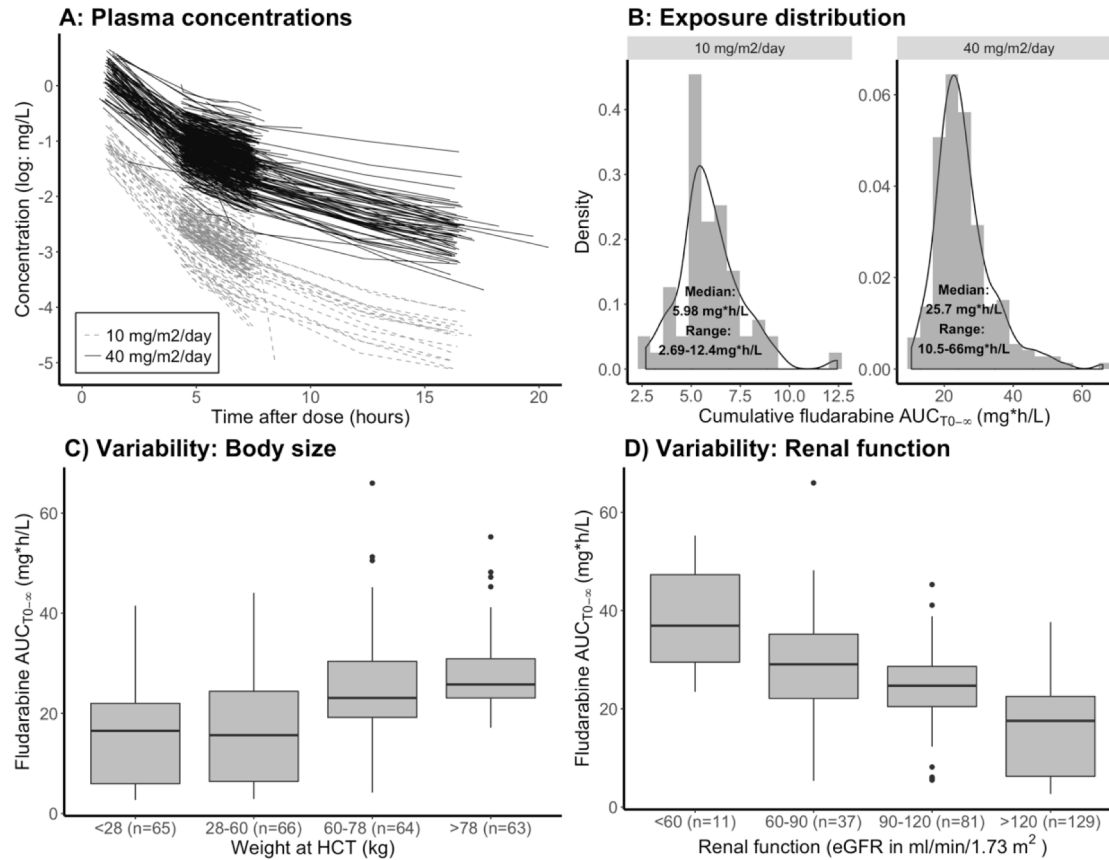 A: Plasma concentrations
Concentration (log: mg/L)
0
-1
-2
-3
-4
-5
10 mg/m2/day
40 mg/m2/day
0 5 10 15 20
Time after dose (hours)
B: Exposure distribution
10 mg/m2/day
40 mg/m2/day
Density
0.4
0.3
0.2
0.1
0.0
Median:
5.98 mg*h/L
Range:
2.69-12.4mg*h/L
2.5 5.0 7.5 10.0 12.5
0.06
0.04
0.02
0.00
Median:
25.7 mg*h/L
Range:
10.5-66mg*h/L
20 40 60
Cumulative fludarabine AUC_T0−∞ (mg*h/L)
C) Variability: Body size
Fludarabine AUC_T0−∞ (mg*h/L)
60
40
20
0
<28 (n=65) 28-60 (n=66) 60-78 (n=64) >78 (n=63)
Weight at HCT (kg)
D) Variability: Renal function
Fludarabine AUC_T0−∞ (mg*h/L)
60
40
20
0
<60 (n=11) 60-90 (n=37) 90-120 (n=81) >120 (n=129)
Renal function (eGFR in ml/min/1.73 m²)